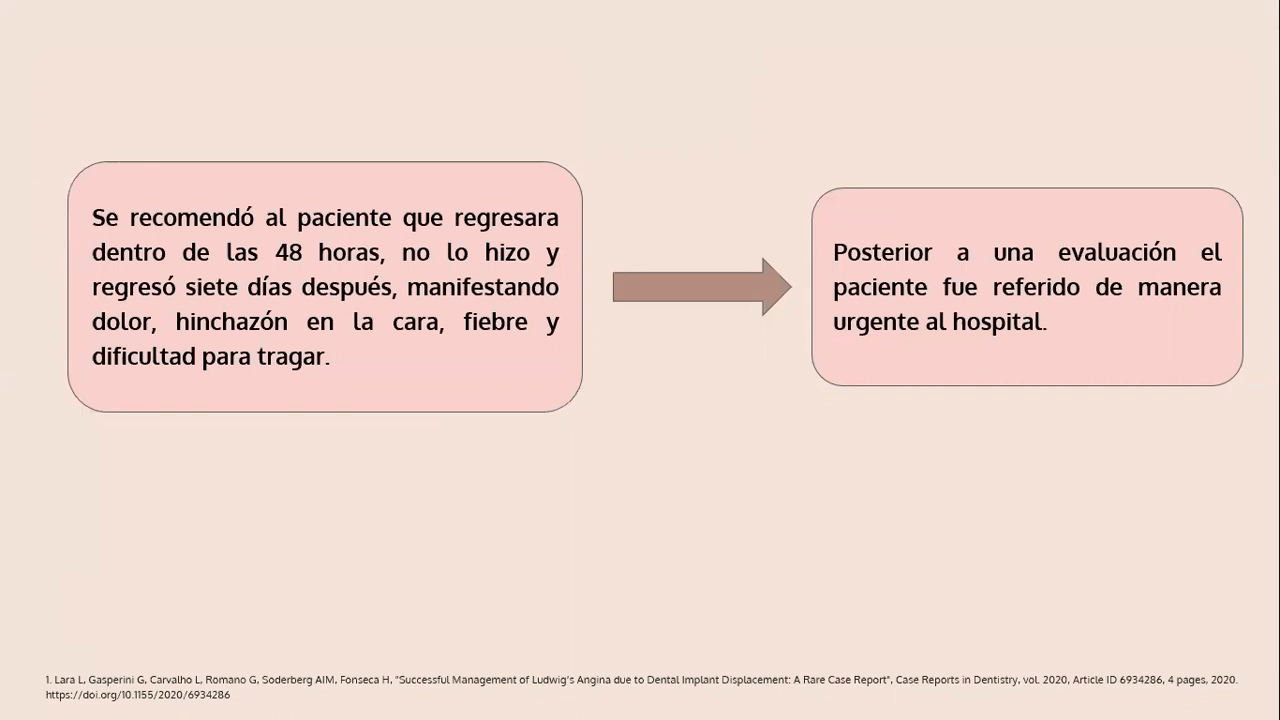 Se recomendó al paciente que regresara
dentro de las 48 horas, no lo hizo y
regresó siete días después, manifestando
dolor, hinchazón en la cara, fiebre y
dificultad para tragar.
Posterior a una evaluación el
paciente fue referido de manera
urgente al hospital.
1. Lara L, Gasperini G, Carvalho L, Romano G, Soderberg AIM, Fonseca H, "Successful Management of Ludwig's Angina due to Dental Implant Displacement: A Rare Case Report", Case Reports in Dentistry, vol. 2020, Article ID 6934286, 4 pages, 2020.
https://doi.org/10.1155/2020/6934286